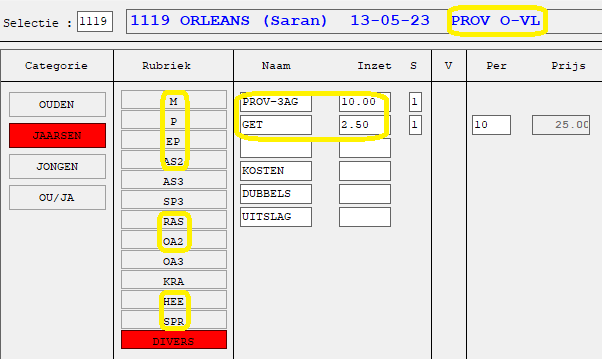 Selectie : 1119 1119 ORLEANS (Saran) 13-05-23 PROV O-VL
Categorie Rubriek Naam Inzet S V Per Prijs
OUDEN M PROV-3AG 10.00 1
JAARSEN P GET 2.50 1 10 25.00
EP
JONGEN AS2 KOSTEN
OU/JA AS3 DUBBELS
SP3 UITSLAG
RAS
OA2
OA3
KRA
HEE
SPR
DIVERS